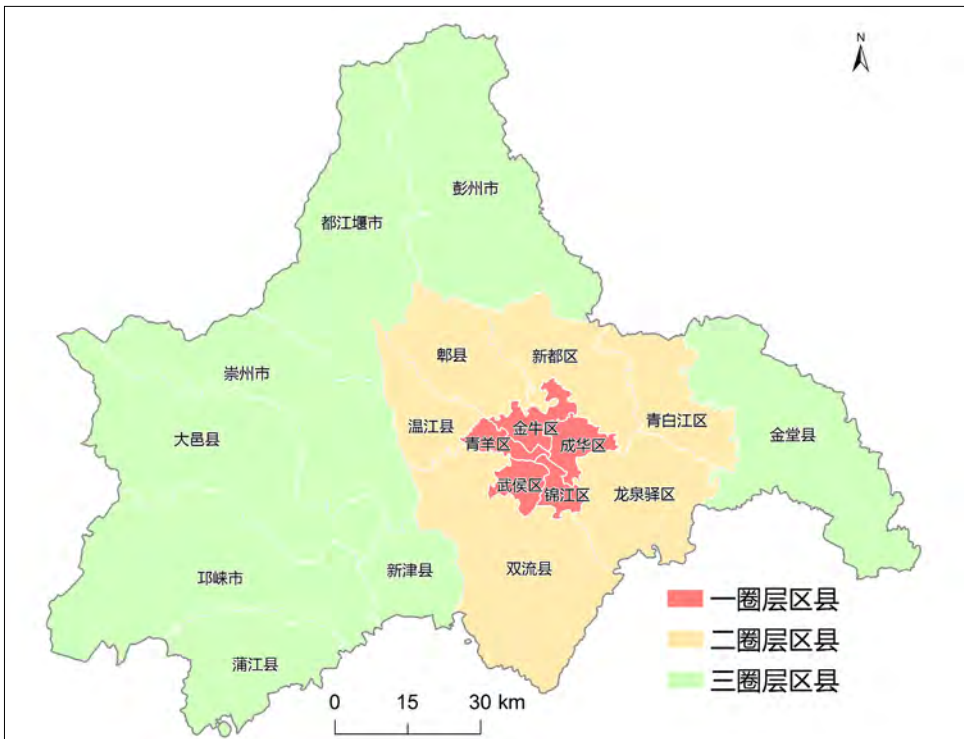 N
彭州市
都江堰市
郫县
新都区
崇州市
温江县
金牛区
青白江区
大邑县
青羊区
成华区
金堂县
武侯区
锦江区
龙泉驿区
双流县
新津县
邛崃市
蒲江县
一圈层区县
二圈层区县
三圈层区县
0 15 30 km